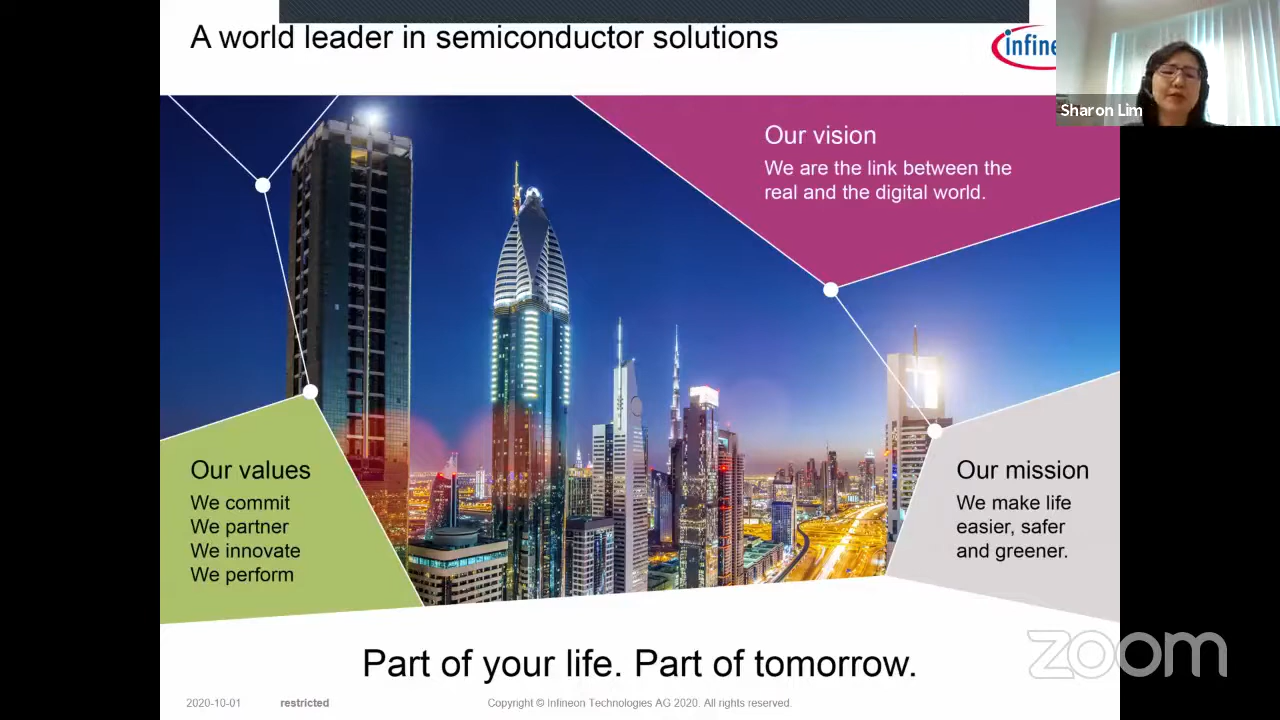 A world leader in semiconductor solutions
infine
Sharon Lim
Our vision
We are the link between the
real and the digital world.
Our values
We commit
We partner
We innovate
We perform
Our mission
We make life
easier, safer
and greener.
Part of your life. Part of tomorrow.
zoom
2020-10-01
restricted
Copyright © Infineon Technologies AG 2020. All rights reserved.